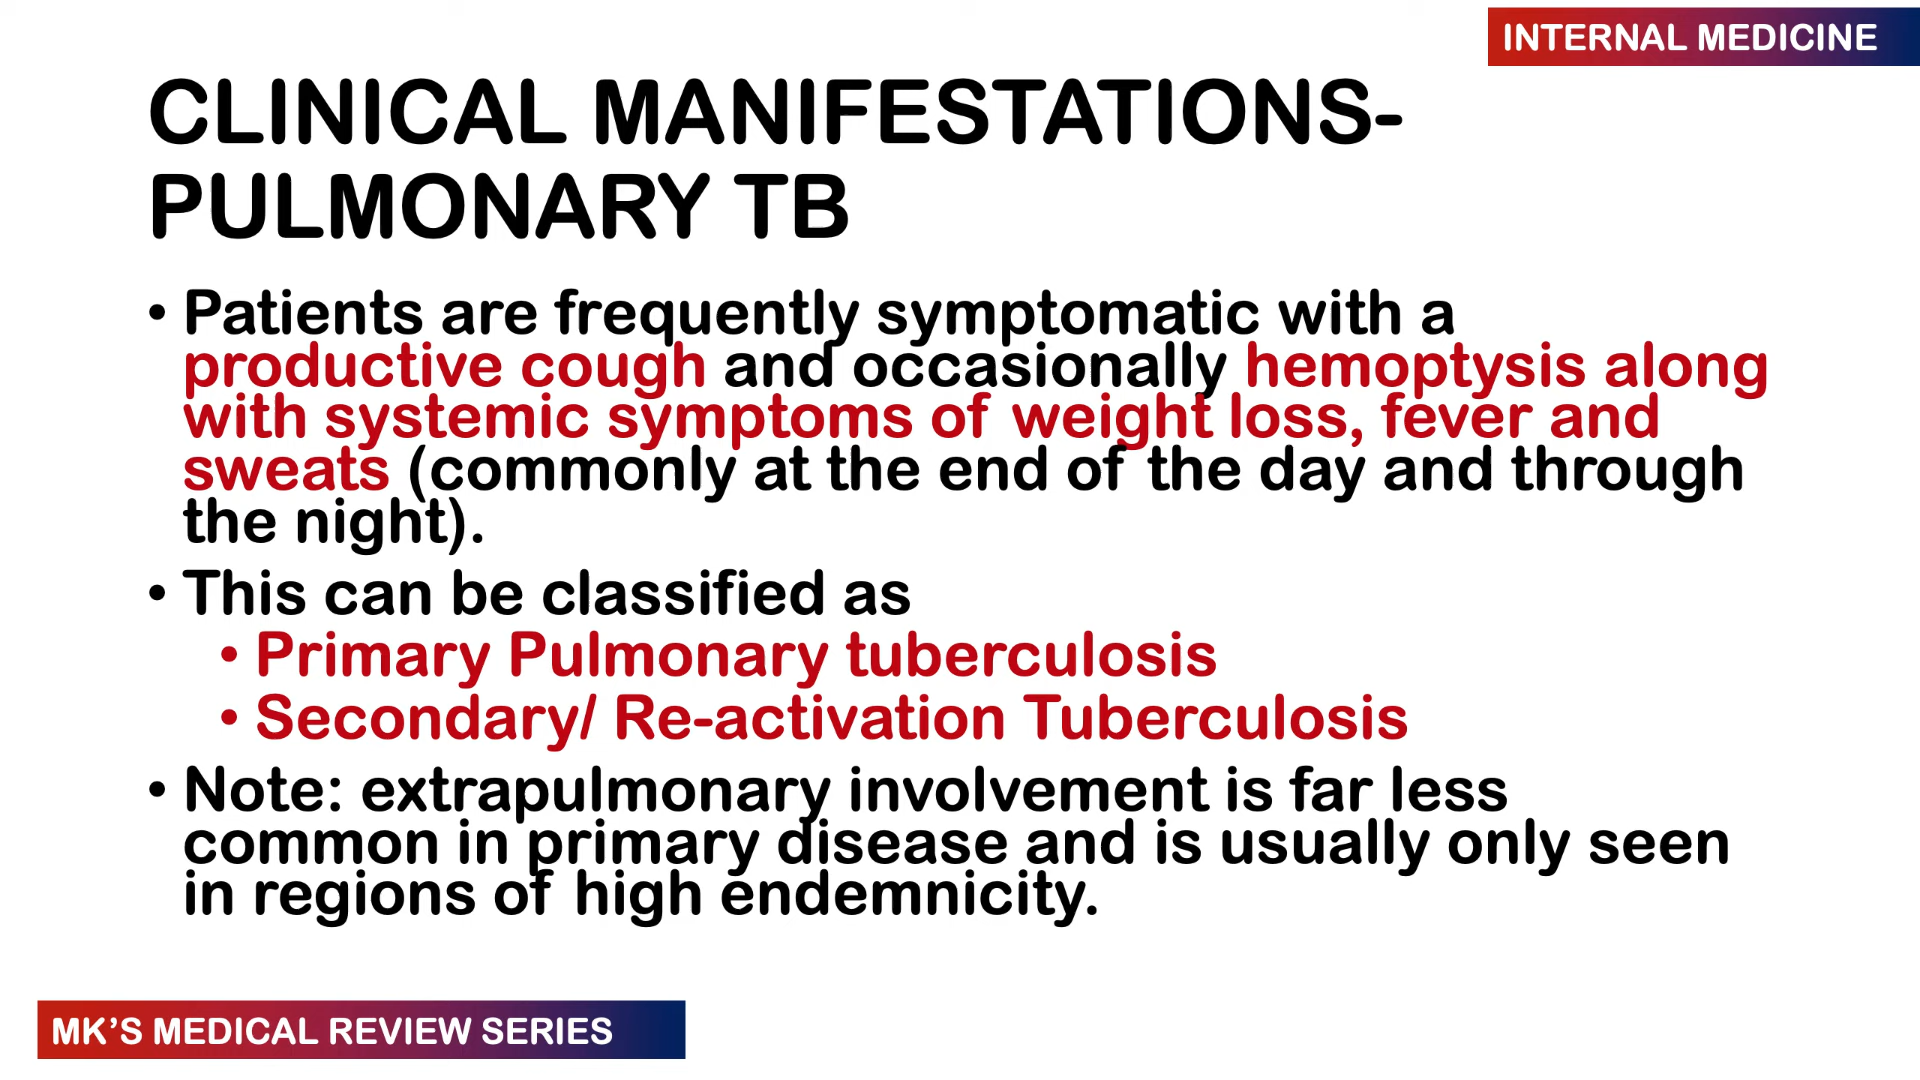 INTERNAL MEDICINE
CLINICAL MANIFESTATIONS-
PULMONARY TB
• Patients are frequently symptomatic with a
productive cough and occasionally hemoptysis along
with systemic symptoms of weight loss, fever and
sweats (commonly at the end of the day and through
the night).
• This can be classified as
• Primary Pulmonary tuberculosis
• Secondary/ Re-activation Tuberculosis
• Note: extrapulmonary involvement is far less
common in primary disease and is usually only seen
in regions of high endemnicity.
MK'S MEDICAL REVIEW SERIES